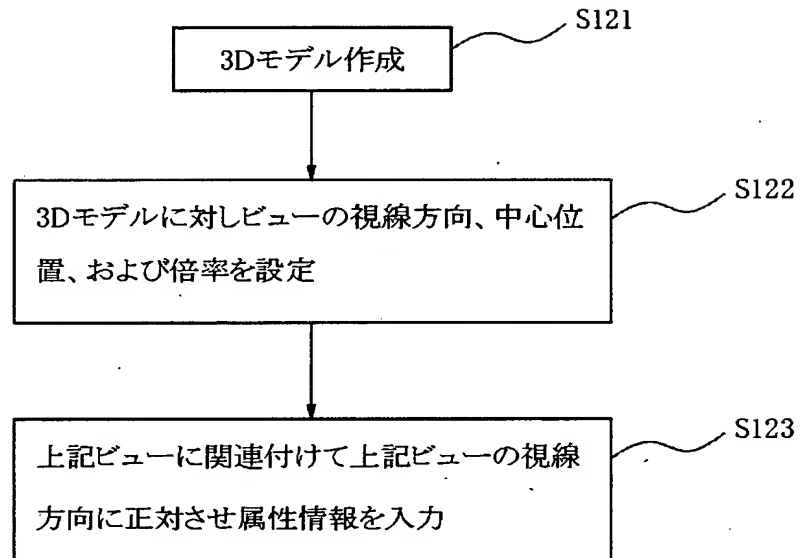 S121
3Dモデル作成
S122
3Dモデルに対しビューの視線方向、中心位
置、および倍率を設定
S123
上記ビューに関連付けて上記ビューの視線
方向に正対させ属性情報を入力